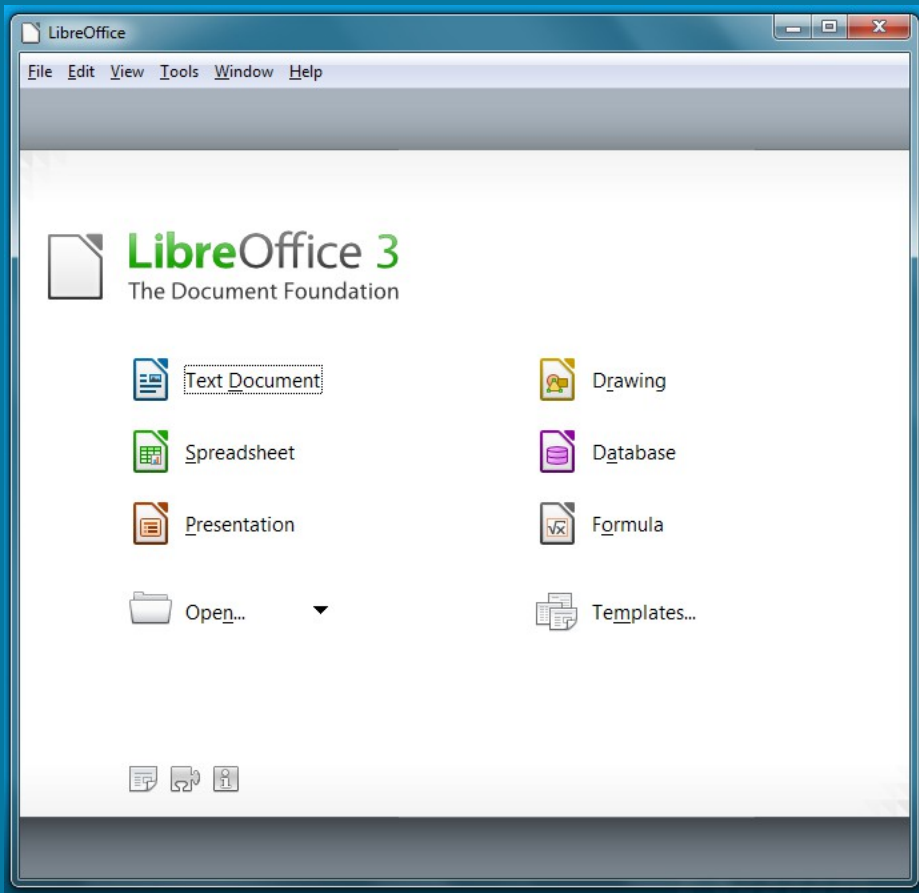 LibreOffice
File Edit View Tools Window Help
LibreOffice 3
The Document Foundation
Text Document
Drawing
Spreadsheet
Database
Presentation
Formula
Open...
Templates...